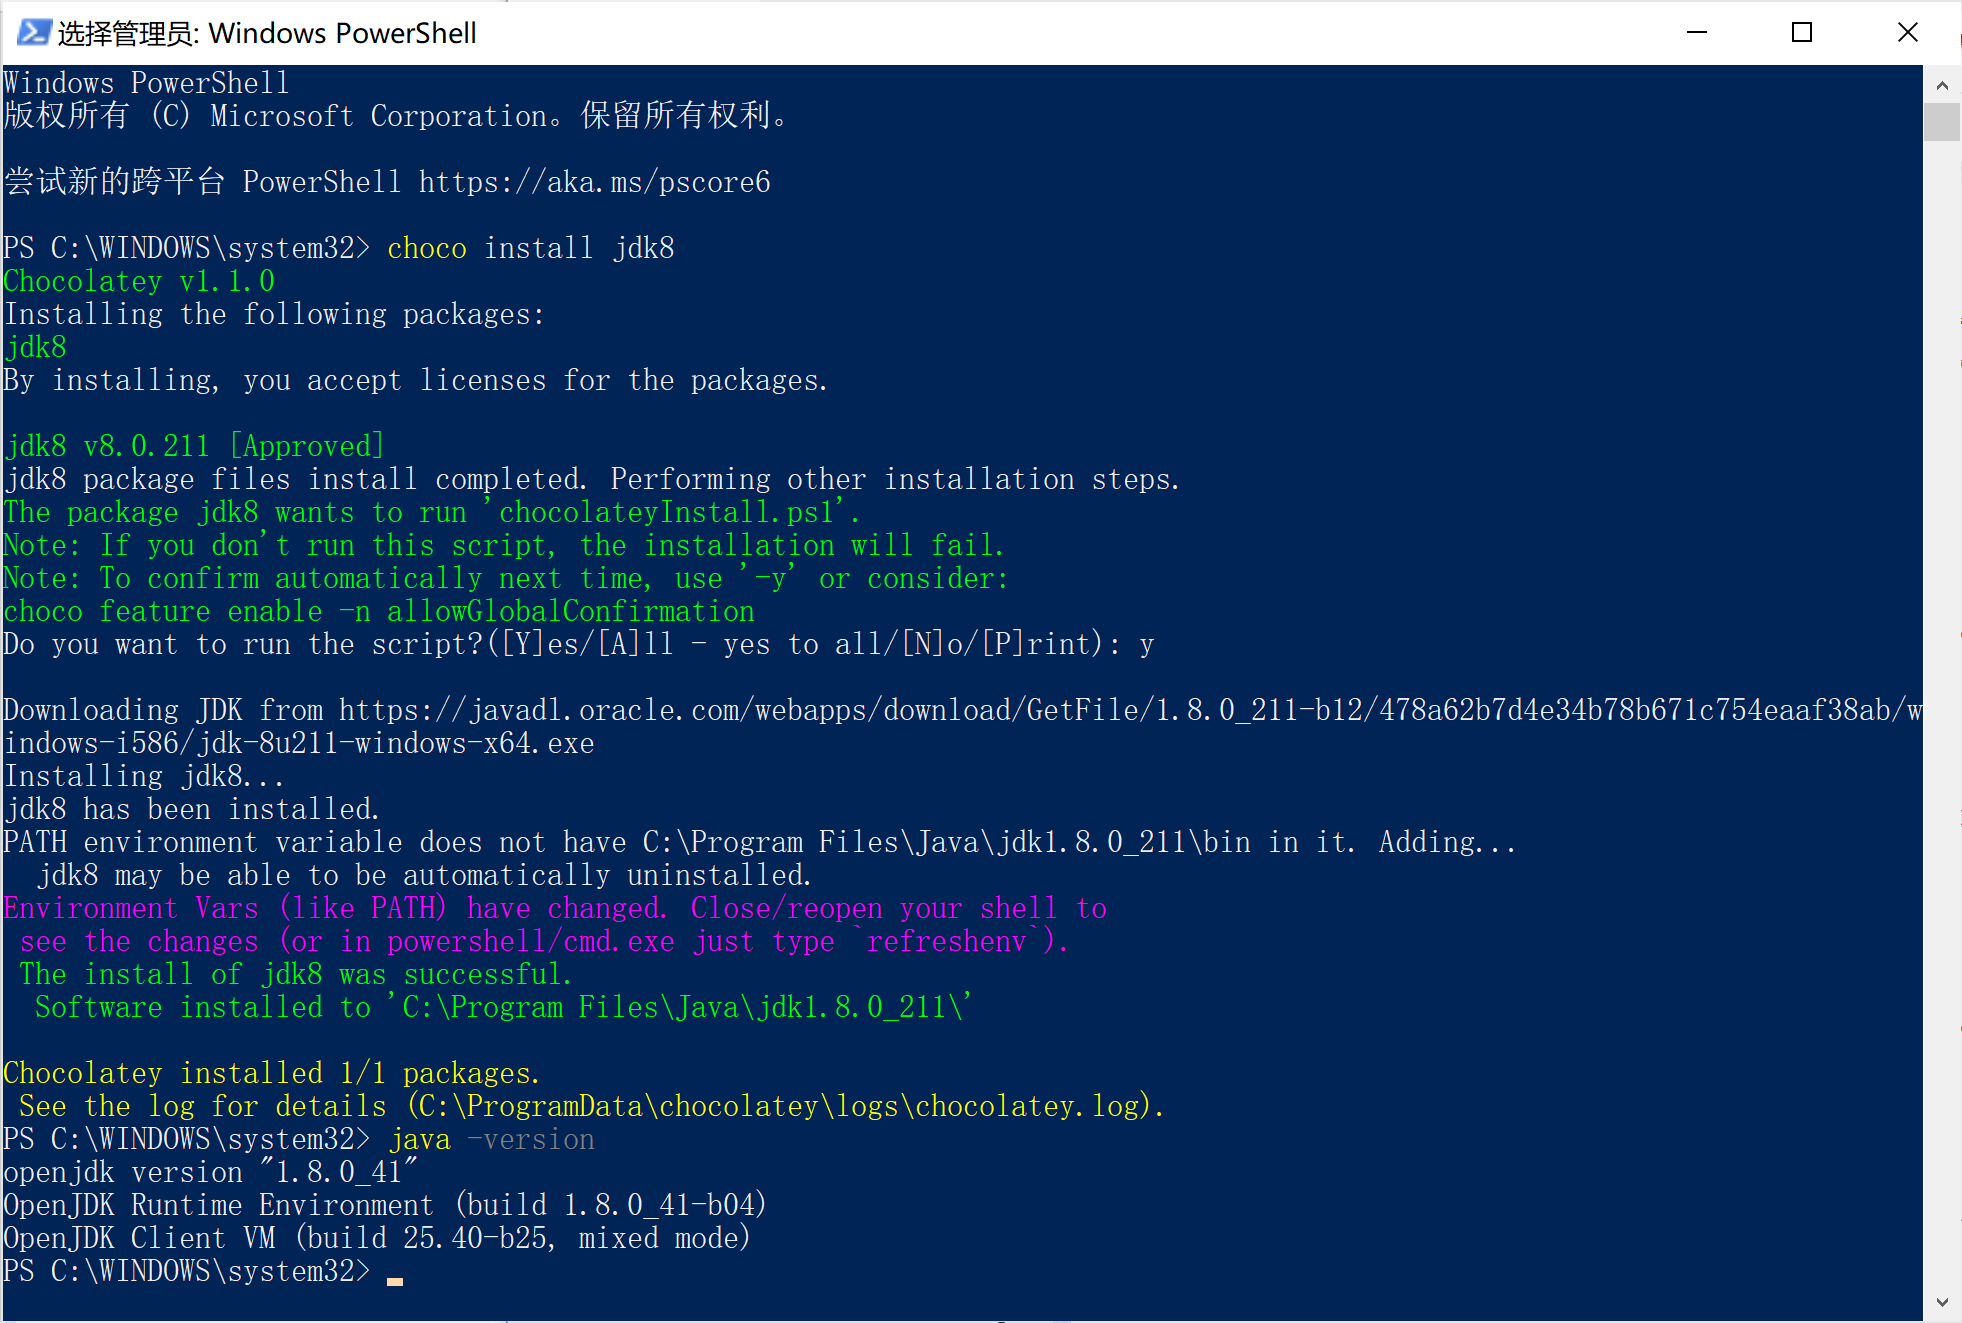 选择管理员: Windows PowerShell
Windows PowerShell
版权所有 (C) Microsoft Corporation。保留所有权利。
尝试新的跨平台 PowerShell https://aka.ms/pscore6
PS C:\WINDOWS\system32> choco install jdk8
Chocolatey v1.1.0
Installing the following packages:
jdk8
By installing, you accept licenses for the packages.
jdk8 v8.0.211 [Approved]
jdk8 package files install completed. Performing other installation steps.
The package jdk8 wants to run 'chocolateyInstall.ps1'.
Note: If you don't run this script, the installation will fail.
Note: To confirm automatically next time, use '-y' or consider:
choco feature enable -n allowGlobalConfirmation
Do you want to run the script?([Y]es/[A]ll - yes to all/[N]o/[P]rint): y
Downloading JDK from https://javadl.oracle.com/webapps/download/GetFile/1.8.0_211-b12/478a62b7d4e34b78b671c754eaaf38ab/w
indows-i586/jdk-8u211-windows-x64.exe
Installing jdk8...
jdk8 has been installed.
PATH environment variable does not have C:\Program Files\Java\jdk1.8.0_211\bin in it. Adding...
  jdk8 may be able to be automatically uninstalled.
Environment Vars (like PATH) have changed. Close/reopen your shell to
 see the changes (or in powershell/cmd.exe just type `refreshenv`).
 The install of jdk8 was successful.
  Software installed to 'C:\Program Files\Java\jdk1.8.0_211\'
Chocolatey installed 1/1 packages.
 See the log for details (C:\ProgramData\chocolatey\logs\chocolatey.log).
PS C:\WINDOWS\system32> java -version
openjdk version "1.8.0_41"
OpenJDK Runtime Environment (build 1.8.0_41-b04)
OpenJDK Client VM (build 25.40-b25, mixed mode)
PS C:\WINDOWS\system32>